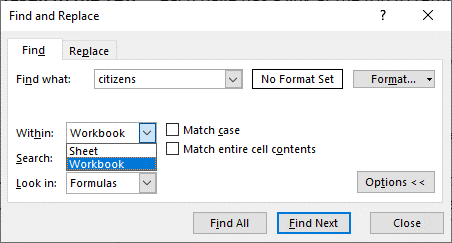 Find and Replace
?
×
Find
Replace
Find what: citizens No Format Set Format...
Within: Workbook Match case
Sheet
Search: Workbook Match entire cell contents
Look in: Formulas Options <<
Find All Find Next Close